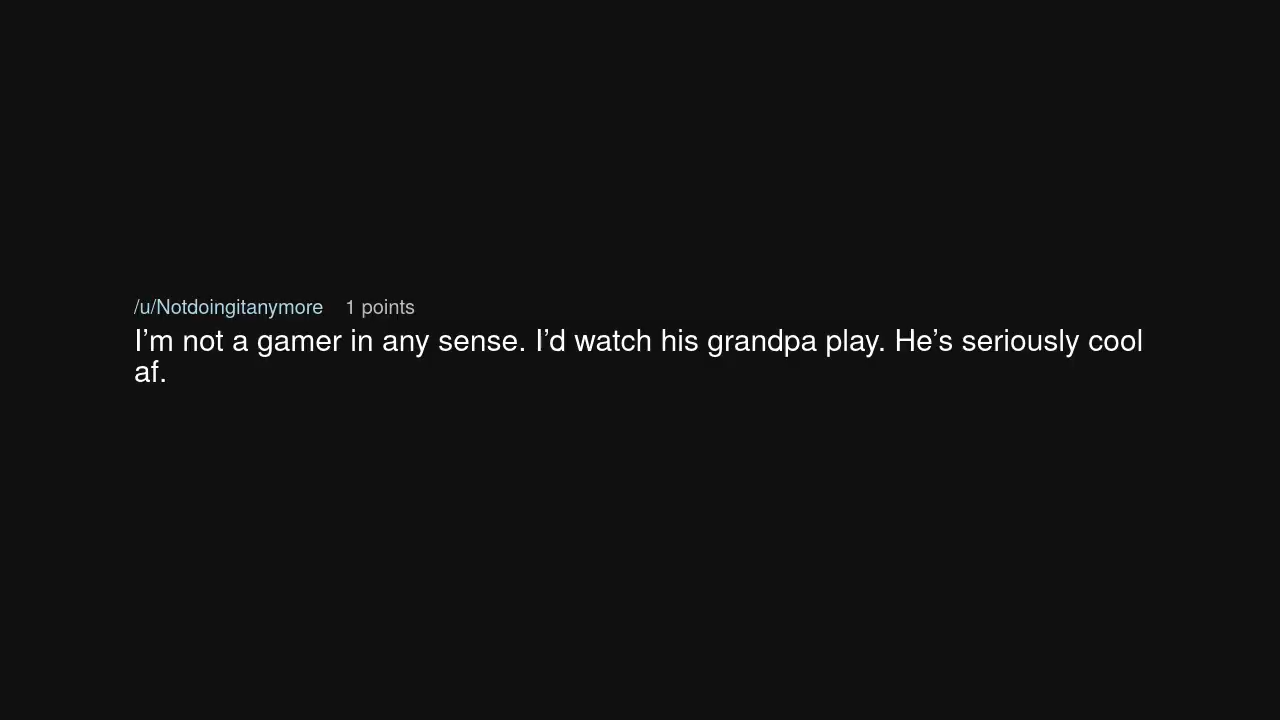 /u/Notdoingitanymore 1 points
I’m not a gamer in any sense. I’d watch his grandpa play. He’s seriously cool
af.